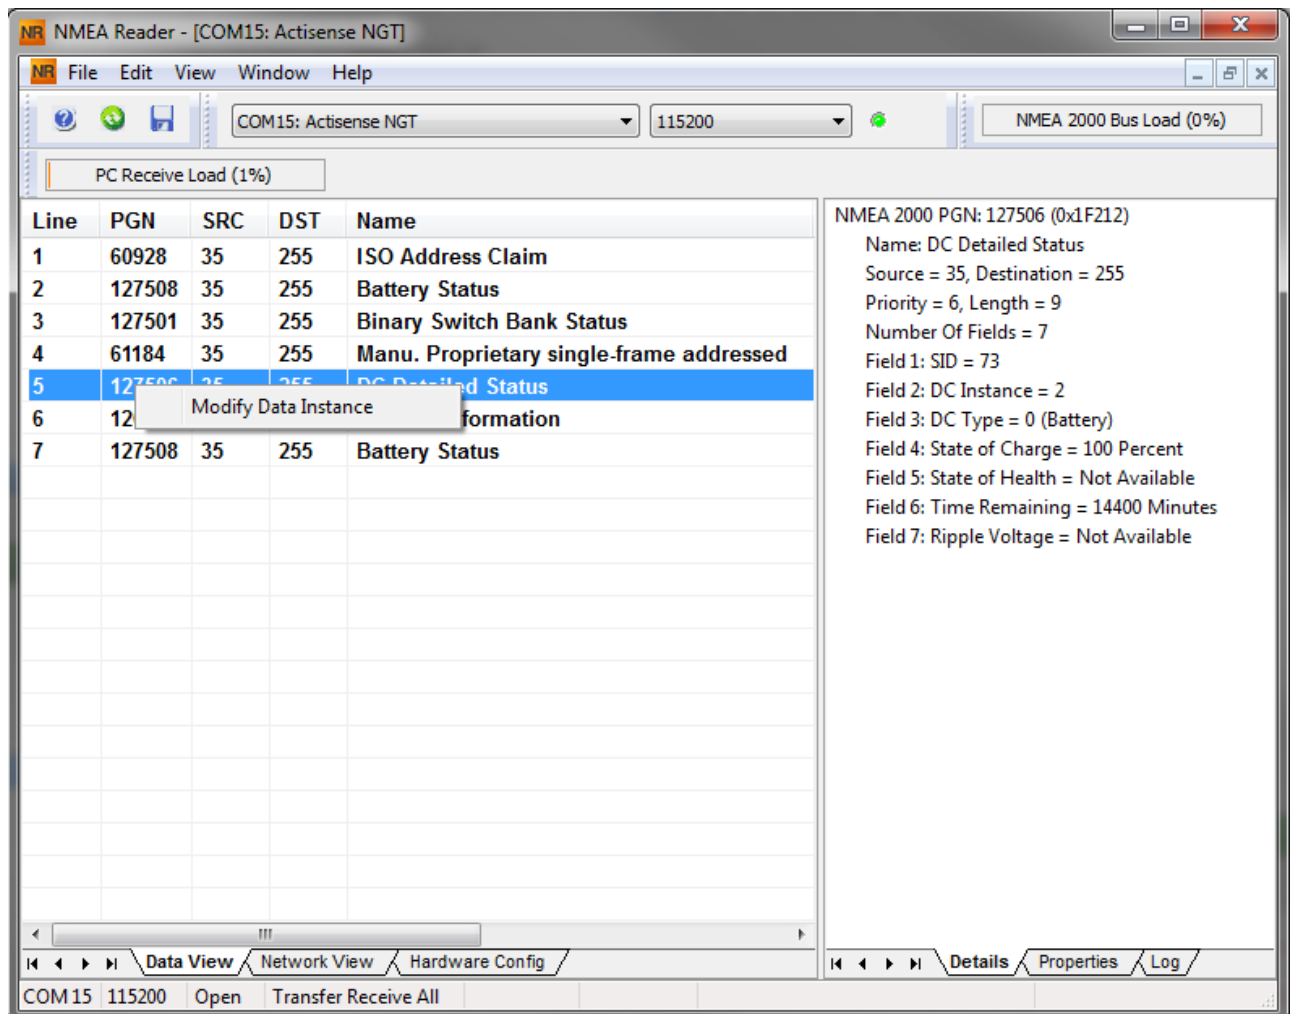 NR NMEA Reader - [COM15: Actisense NGT]
NR File Edit View Window Help
COM15: Actisense NGT 115200 NMEA 2000 Bus Load (0%)
PC Receive Load (1%)
Line PGN SRC DST Name
1 60928 35 255 ISO Address Claim
2 127508 35 255 Battery Status
3 127501 35 255 Binary Switch Bank Status
4 61184 35 255 Manu. Proprietary single-frame addressed
5 127506 35 255 DC Detailed Status
Modify Data Instance
6 12 formation
7 127508 35 255 Battery Status
NMEA 2000 PGN: 127506 (0x1F212)
Name: DC Detailed Status
Source = 35, Destination = 255
Priority = 6, Length = 9
Number Of Fields = 7
Field 1: SID = 73
Field 2: DC Instance = 2
Field 3: DC Type = 0 (Battery)
Field 4: State of Charge = 100 Percent
Field 5: State of Health = Not Available
Field 6: Time Remaining = 14400 Minutes
Field 7: Ripple Voltage = Not Available
Data View Network View Hardware Config
Details Properties Log
COM 15 115200 Open Transfer Receive All